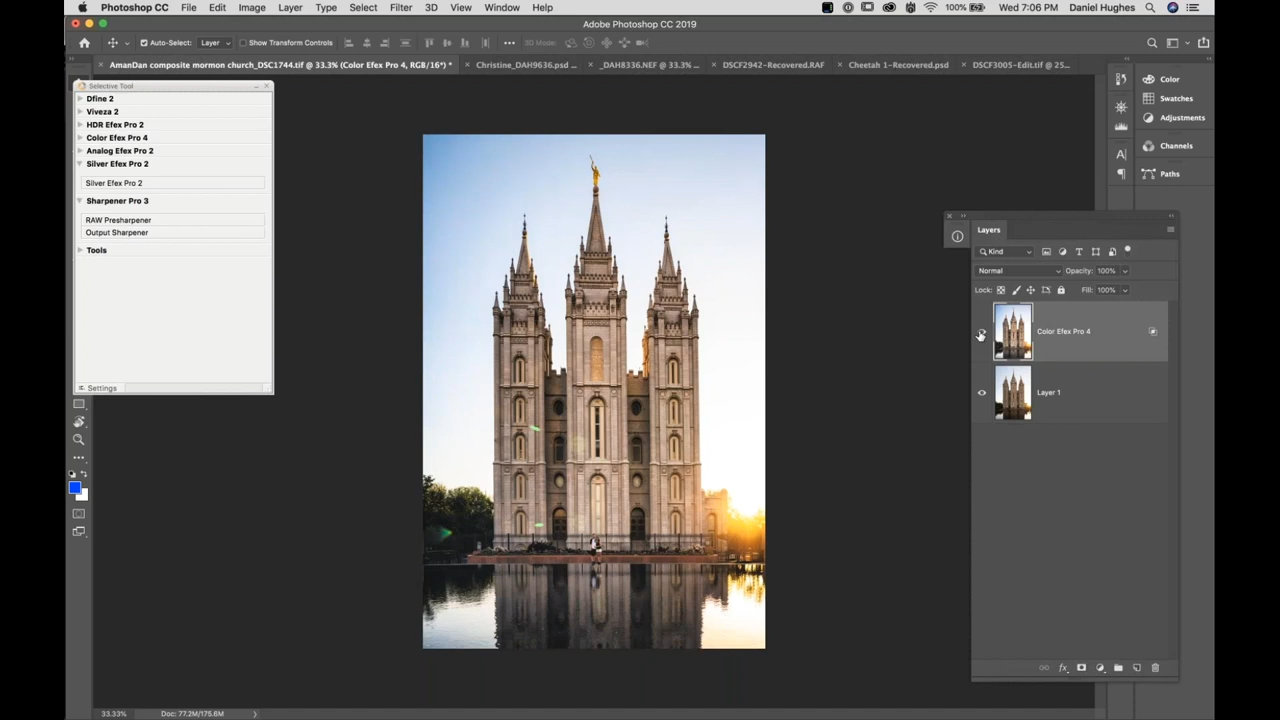 Photoshop CC File Edit Image Layer Type Select Filter 3D View Window Help 100% Wed 7:06 PM Daniel Hughes
Adobe Photoshop CC 2019
Auto-Select: Layer Show Transform Controls 3D Mode:
AmanDan composite mormon church_DSC1744.tif @ 33.3% (Color Efex Pro 4, RGB/16*) * Christine_DAH9636.psd ... _DAH8336.NEF @ 33.3% ... DSCF2942-Recovered.RAF Cheetah 1-Recovered.psd DSCF3005-Edit.tif @ 25...
Selective Tool
Dfine 2
Viveza 2
HDR Efex Pro 2
Color Efex Pro 4
Analog Efex Pro 2
Silver Efex Pro 2
Silver Efex Pro 2
Sharpener Pro 3
RAW Presharpener
Output Sharpener
Tools
Settings
Color
Swatches
Adjustments
Channels
Paths
Layers
Kind
Normal Opacity: 100%
Lock: Fill: 100%
Color Efex Pro 4
Layer 1
fx
33.33% Doc: 77.2M/175.6M